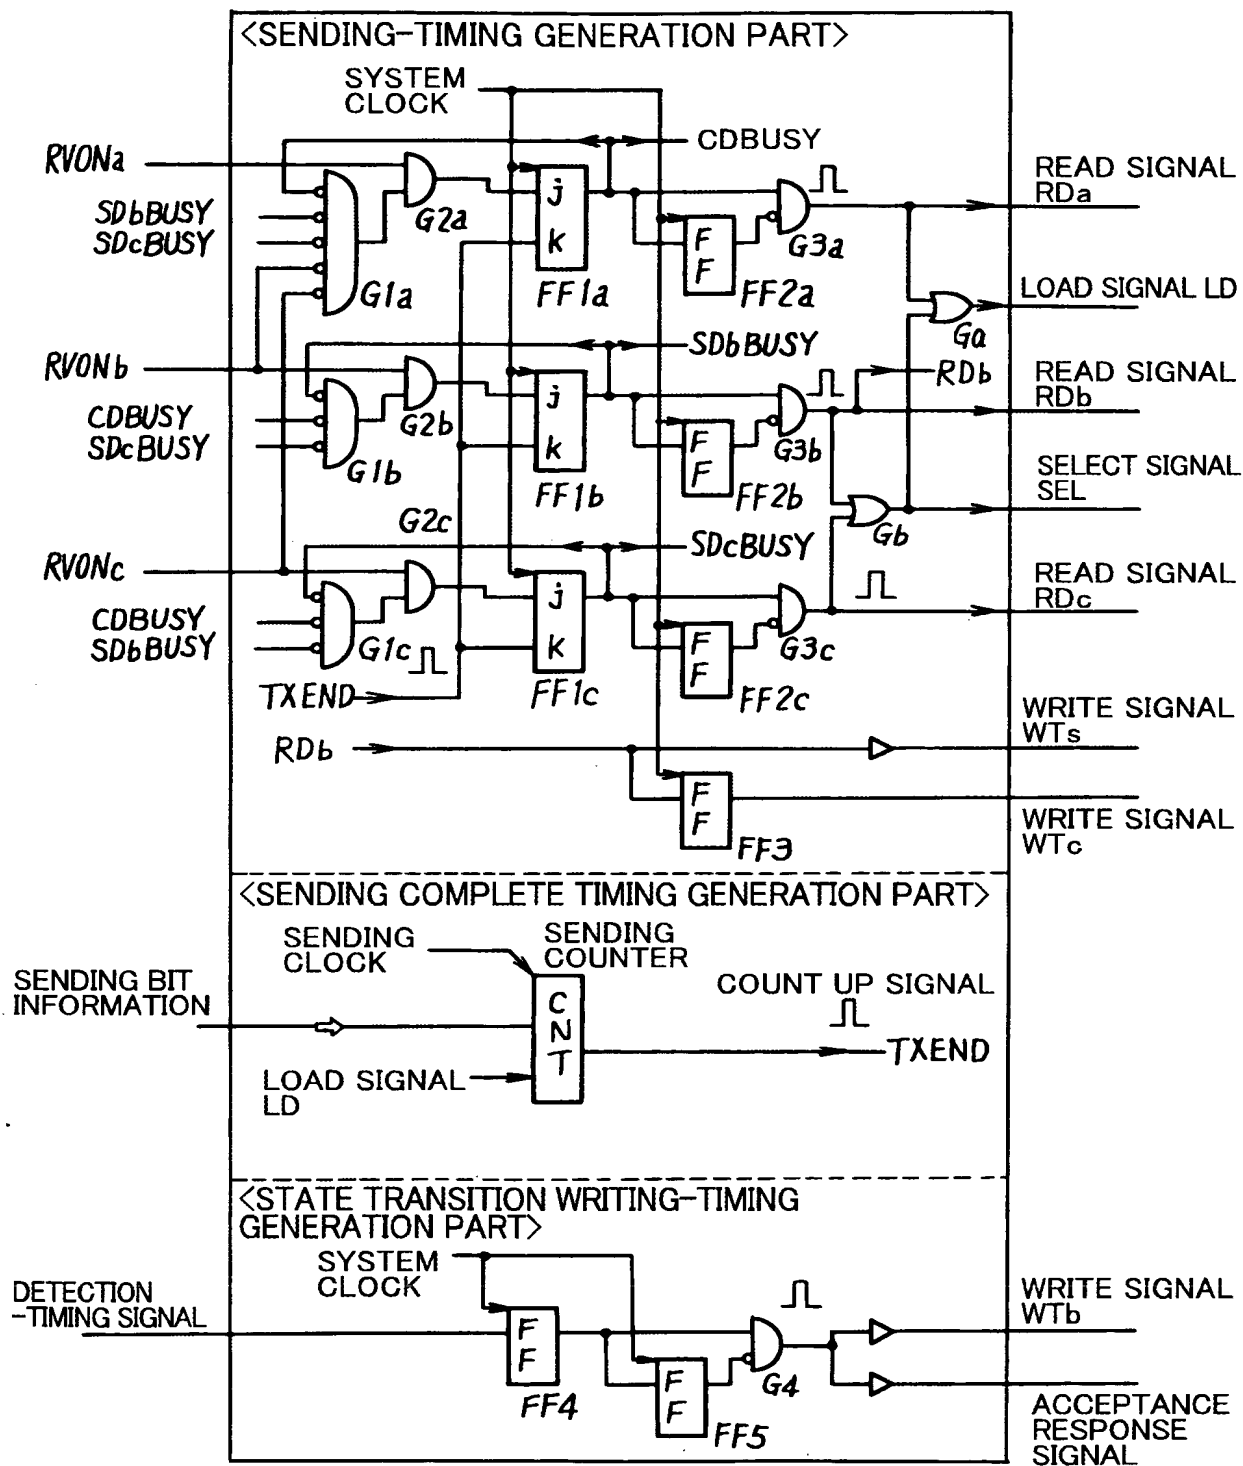 <SENDING-TIMING GENERATION PART>
SYSTEM
CLOCK
CDBUSY
RVONa
SDbBUSY
SDcBUSY
G1a
G2a
j
k
FF1a
F
F
FF2a
G3a
READ SIGNAL
RDa
LOAD SIGNAL LD
Ga
RVONb
SDbBUSY
CDBUSY
SDcBUSY
G1b
G2b
j
k
FF1b
F
F
FF2b
G3b
RDb
READ SIGNAL
RDb
SELECT SIGNAL
SEL
Gb
G2c
SDcBUSY
RVONc
CDBUSY
SDbBUSY
G1c
j
k
FF1c
F
F
FF2c
G3c
READ SIGNAL
RDc
TXEND
RDb
WRITE SIGNAL
WTs
F
F
FF3
WRITE SIGNAL
WTc
<SENDING COMPLETE TIMING GENERATION PART>
SENDING
CLOCK
SENDING
COUNTER
SENDING BIT
INFORMATION
C
N
T
COUNT UP SIGNAL
TXEND
LOAD SIGNAL
LD
<STATE TRANSITION WRITING-TIMING
GENERATION PART>
SYSTEM
CLOCK
DETECTION
-TIMING SIGNAL
F
F
FF4
F
F
FF5
G4
WRITE SIGNAL
WTb
ACCEPTANCE
RESPONSE
SIGNAL